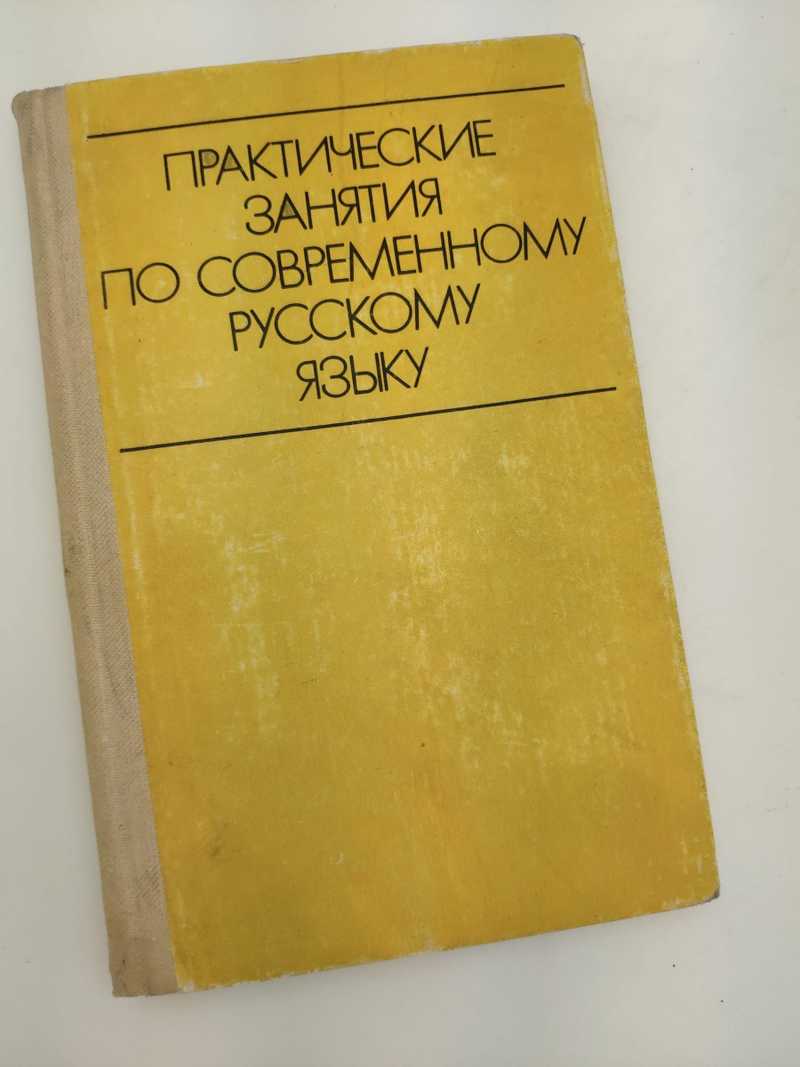 ПРАКТИЧЕСКИЕ
ЗАНЯТИЯ
ПО СОВРЕМЕННОМУ
РУССКОМУ
ЯЗЫКУ